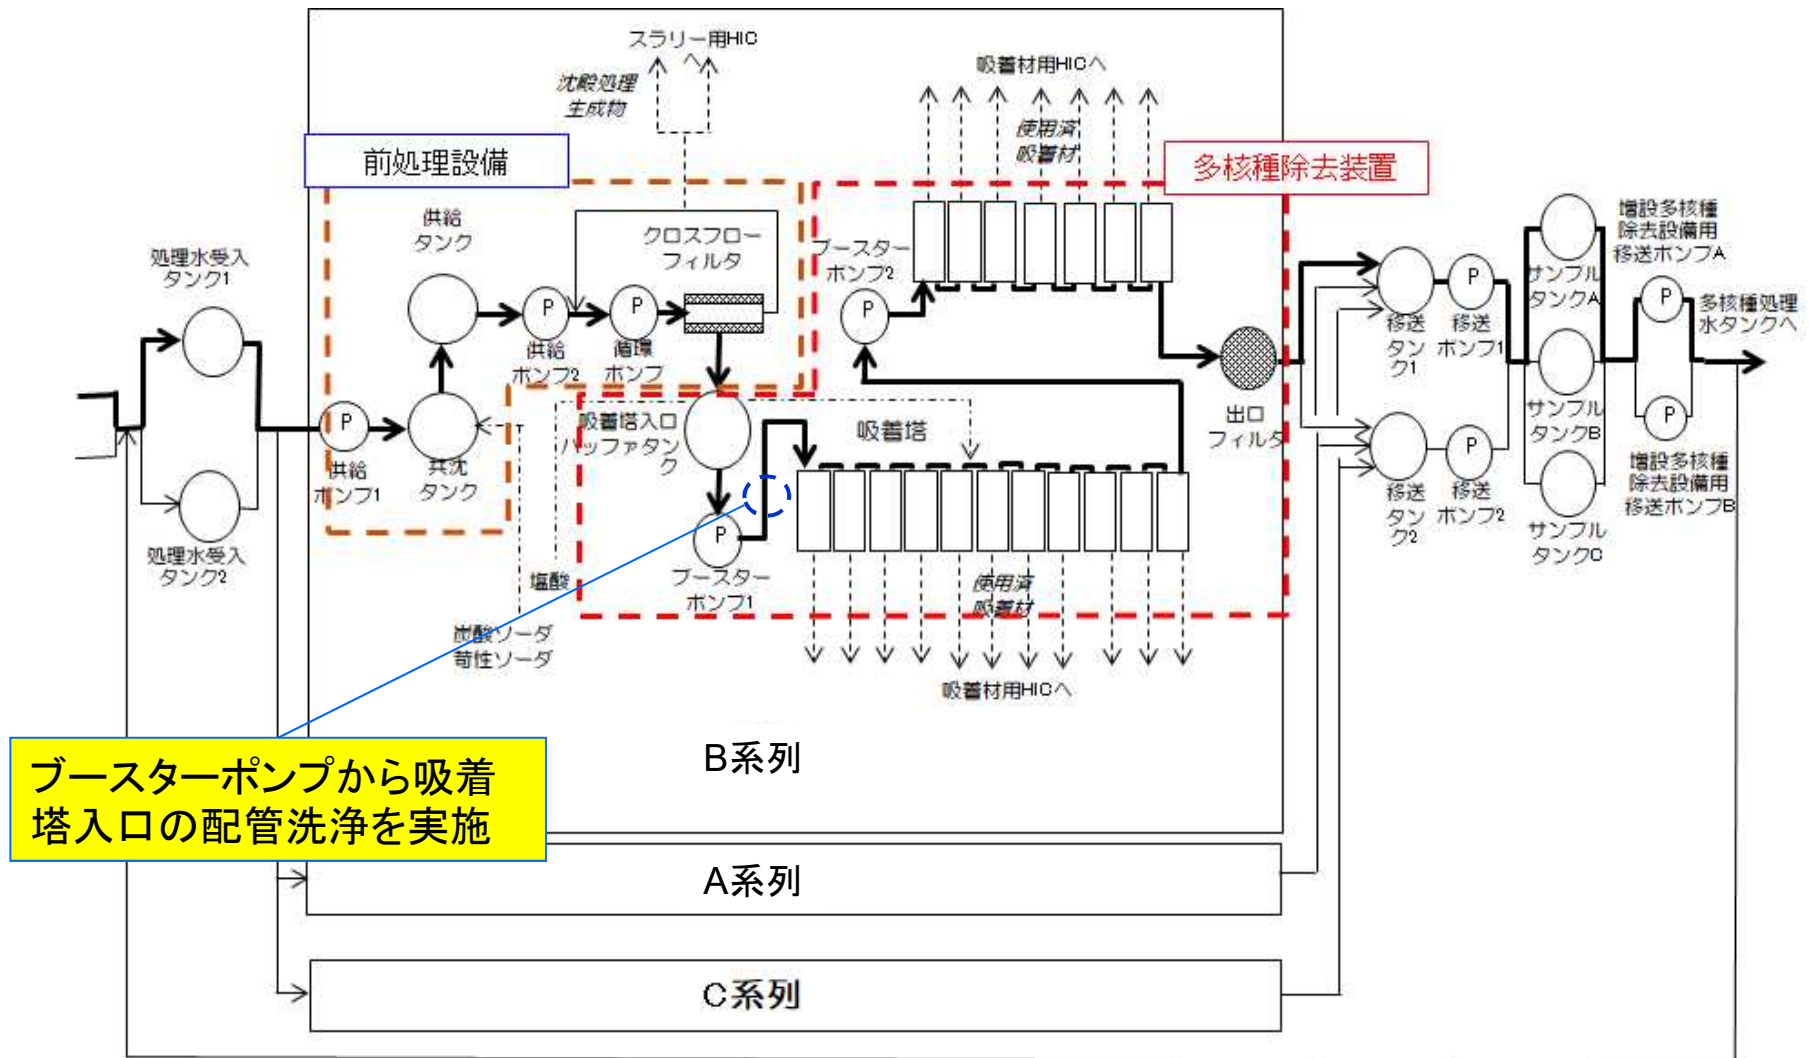 スラリー用HIC
へ
沈殿処理
生成物
吸着材用HICへ
使用済
吸着材
前処理設備
多核種除去装置
処理水受入
タンク1
供給
タンク
クロスフロー
フィルタ
ブースター
ポンプ2
P
P
P
供給
ポンプ2
循環
ポンプ
P
供給
ポンプ1
共沈
タンク
吸着塔入口
バッファタン
ク
吸着塔
出口
フィルタ
P
ブースター
ポンプ1
処理水受入
タンク2
塩酸
炭酸ソーダ
苛性ソーダ
使用済
吸着材
吸着材用HICへ
P
移送
タン
ク1
移送
ポンプ1
P
移送
タン
ク2
移送
ポンプ2
サンプル
タンクA
サンプル
タンクB
サンプル
タンクC
増設多核種
除去設備用
移送ポンプA
P
多核種処理
水タンクへ
P
増設多核種
除去設備用
移送ポンプB
ブースターポンプから吸着
塔入口の配管洗浄を実施
B系列
A系列
C系列